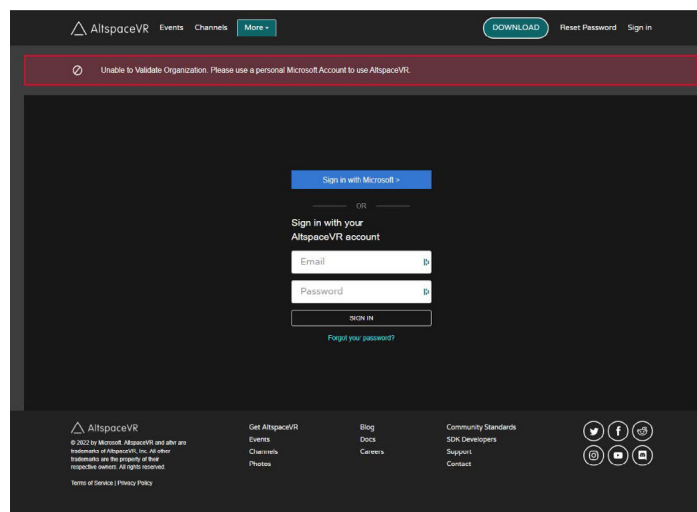 AltspaceVR Events Channels More DOWNLOAD Reset Password Sign in
Unable to Validate Organization. Please use a personal Microsoft Account to use AltspaceVR.
Sign in with Microsoft >
OR
Sign in with your
AltspaceVR account
Email
Password
SIGN IN
Forgot your password?
AltspaceVR
© 2022 by Microsoft. AltspaceVR and altvr are
trademarks of AltspaceVR, Inc. All other
trademarks are the property of their
respective owners. All rights reserved.
Terms of Service | Privacy Policy
Get AltspaceVR
Events
Channels
Photos
Blog
Docs
Careers
Community Standards
SDK Developers
Support
Contact